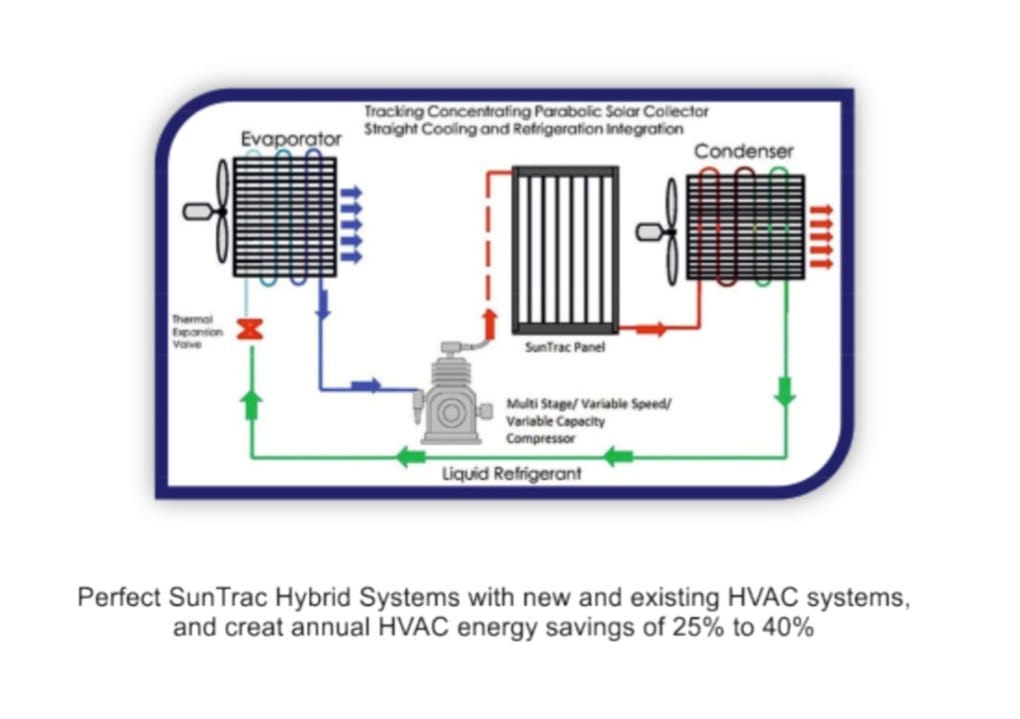 Tracking Concentrating Parabolic Solar Collector
Straight Cooling and Refrigeration Integration
Evaporator
Condenser
Thermal
Expansion
Valve
SunTrac Panel
Multi Stage/ Variable Speed/
Variable Capacity
Compressor
Liquid Refrigerant
Perfect SunTrac Hybrid Systems with new and existing HVAC systems,
and creat annual HVAC energy savings of 25% to 40%